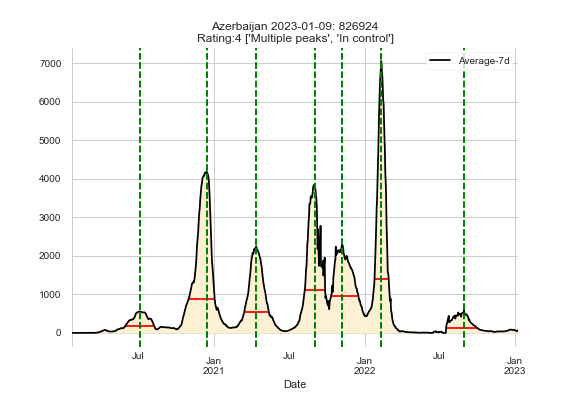 Azerbaijan 2023-01-09: 826924
Rating:4 ['Multiple peaks', 'In control']
Average-7d
7000
6000
5000
4000
3000
2000
1000
0
Jul
Jan
2021
Jul
Jan
2022
Jul
Jan
2023
Date